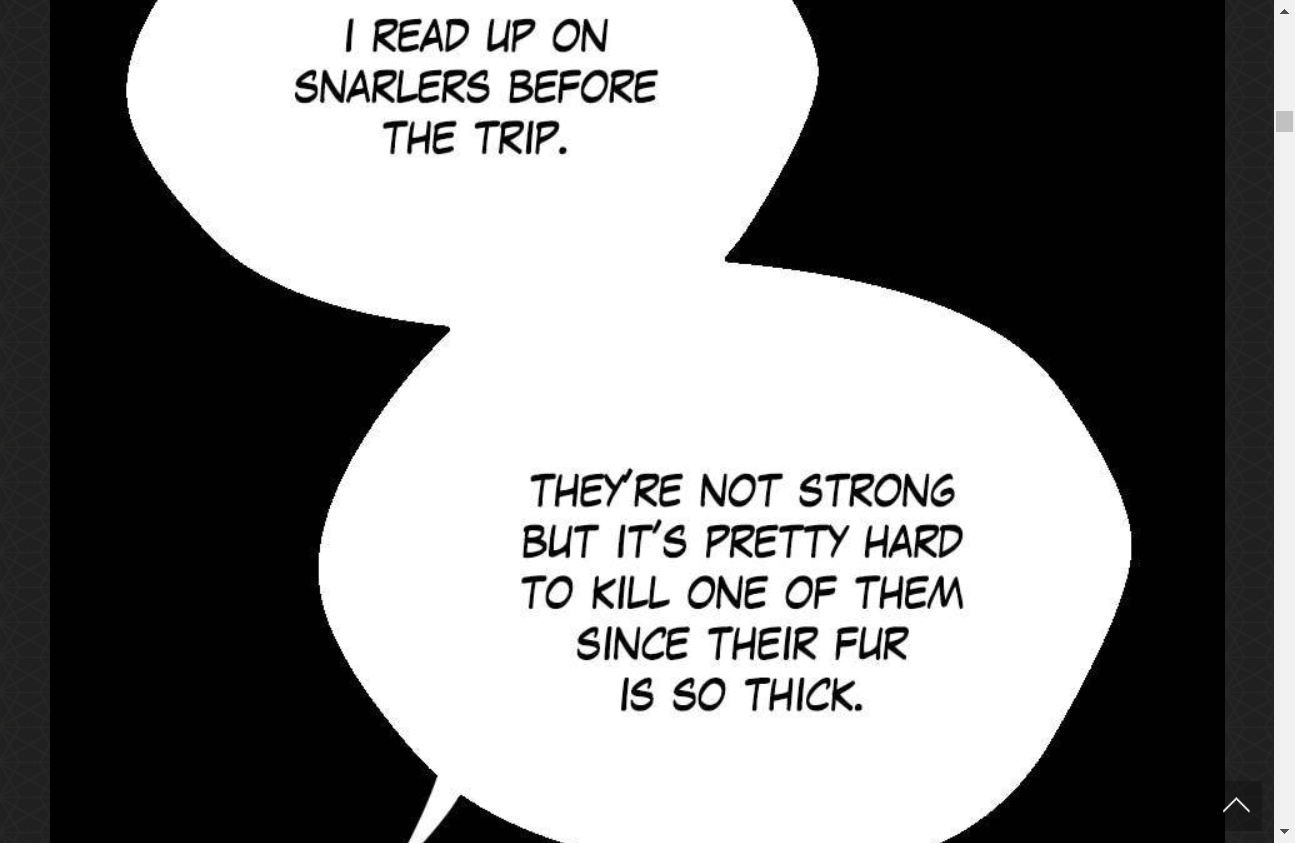 I READ UP ON
SNARLERS BEFORE
THE TRIP.
THEY'RE NOT STRONG
BUT IT'S PRETTY HARD
TO KILL ONE OF THEM
SINCE THEIR FUR
IS SO THICK.